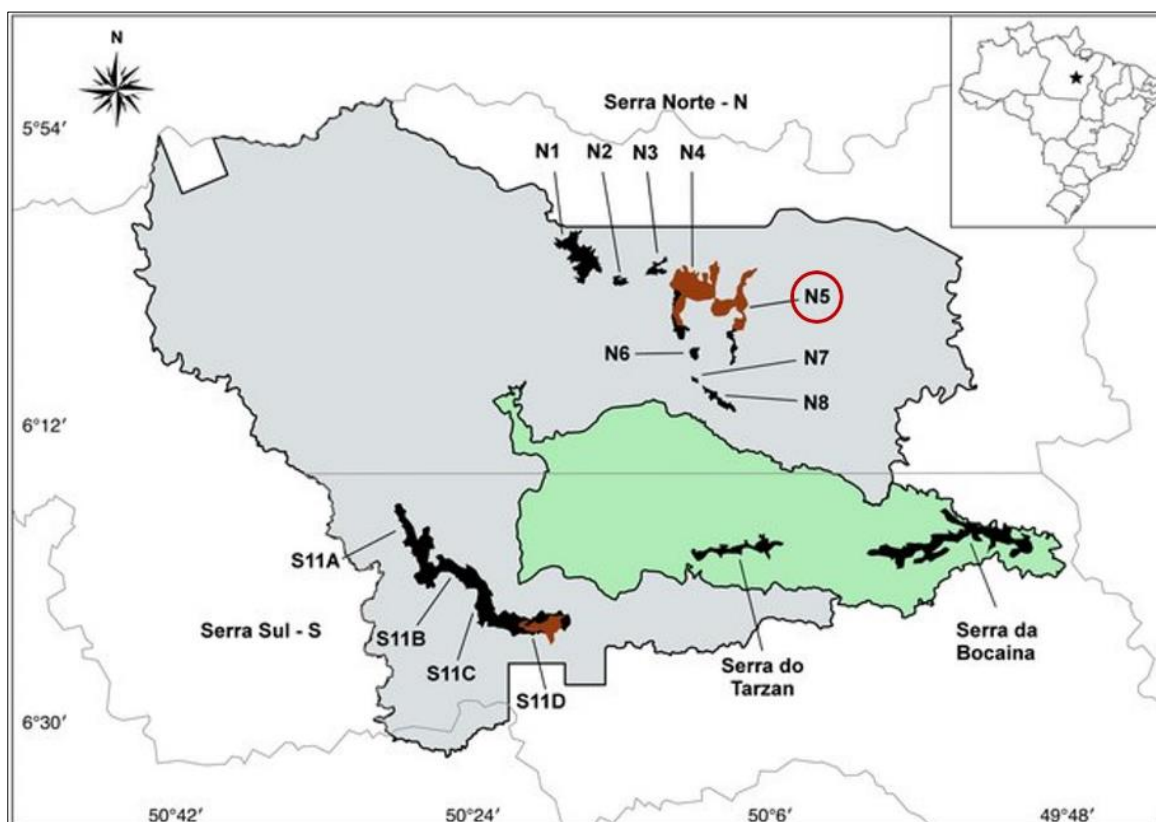 N
Serra Norte - N
5°54′
N1
N2
N3
N4
N5
N6
N7
N8
6°12′
S11A
S11B
S11C
S11D
Serra Sul - S
Serra do
Tarzan
Serra da
Bocaina
6°30′
50°42′
50°24′
50°6′
49°48′